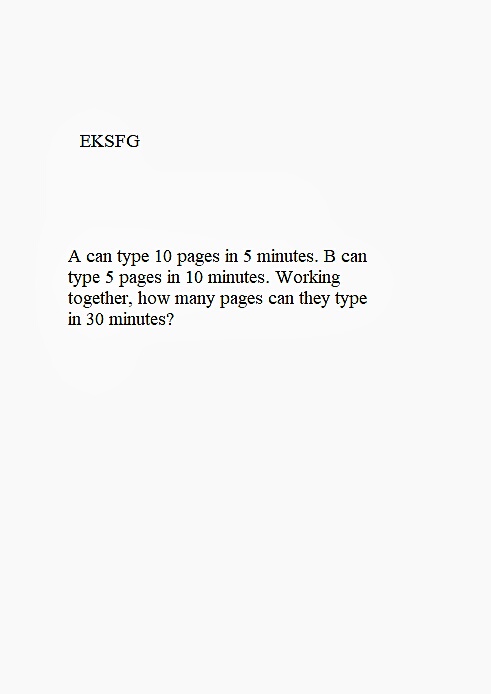 EKSFG
A can type 10 pages in 5 minutes. B can
type 5 pages in 10 minutes. Working
together, how many pages can they type
in 30 minutes?